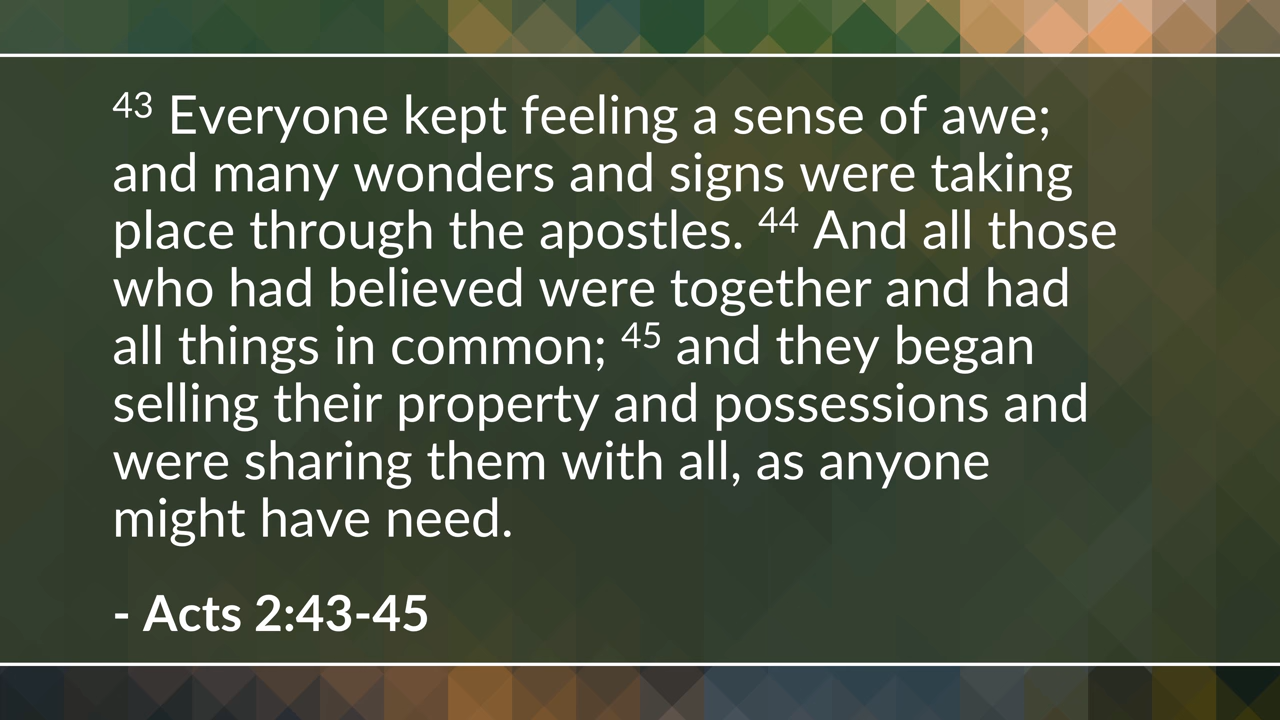 43 Everyone kept feeling a sense of awe;
and many wonders and signs were taking
place through the apostles. 44 And all those
who had believed were together and had
all things in common; 45 and they began
selling their property and possessions and
were sharing them with all, as anyone
might have need.
- Acts 2:43-45